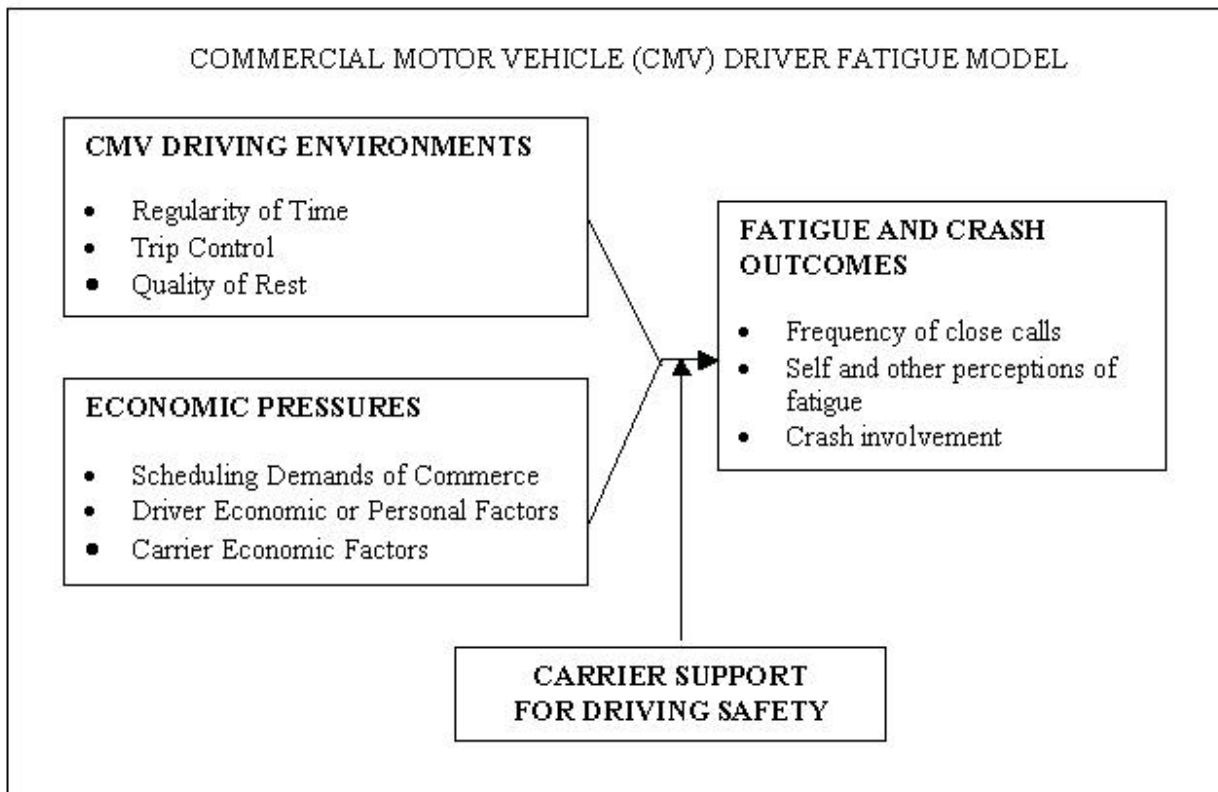 COMMERCIAL MOTOR VEHICLE (CMV) DRIVER FATIGUE MODEL
CMV DRIVING ENVIRONMENTS
• Regularity of Time
• Trip Control
• Quality of Rest
ECONOMIC PRESSURES
• Scheduling Demands of Commerce
• Driver Economic or Personal Factors
• Carrier Economic Factors
FATIGUE AND CRASH
OUTCOMES
• Frequency of close calls
• Self and other perceptions of
fatigue
• Crash involvement
CARRIER SUPPORT
FOR DRIVING SAFETY